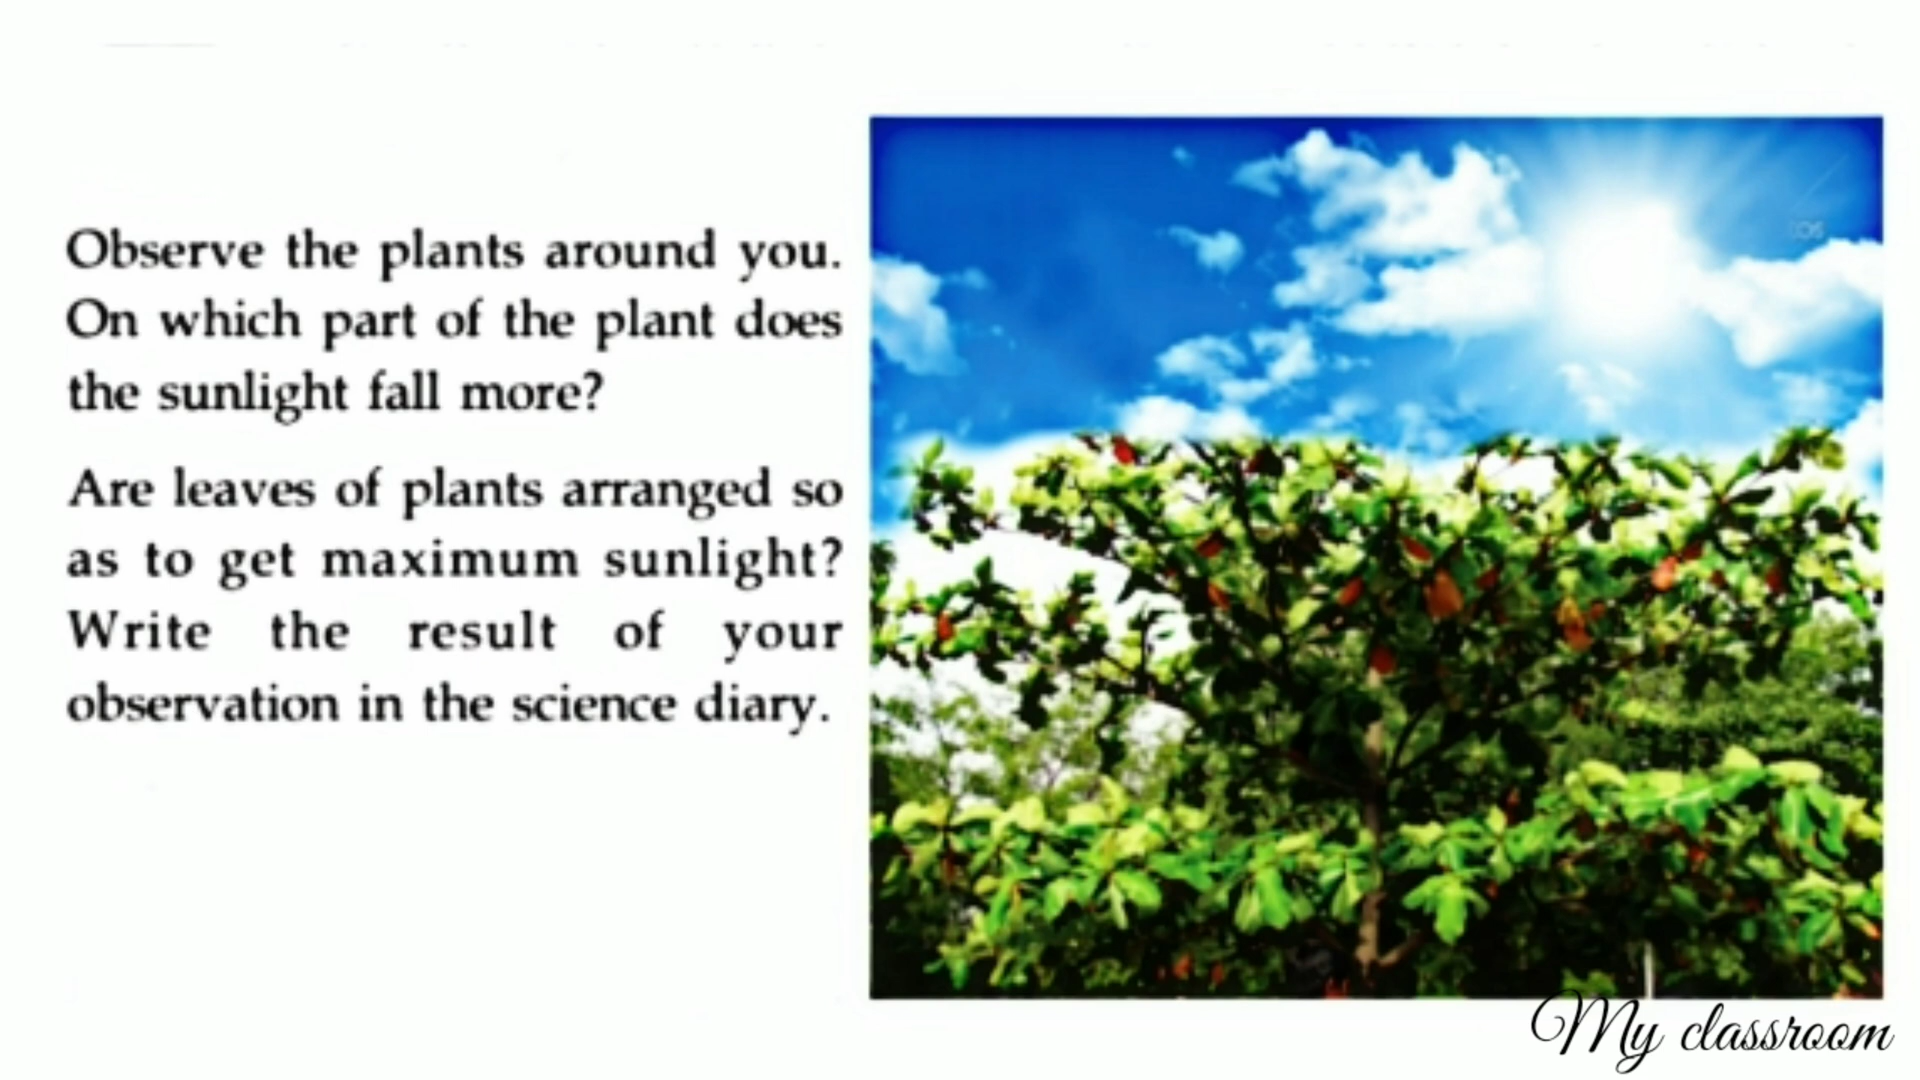 Observe the plants around you.
On which part of the plant does
the sunlight fall more?
Are leaves of plants arranged so
as to get maximum sunlight?
Write the result of your
observation in the science diary.
My classroom